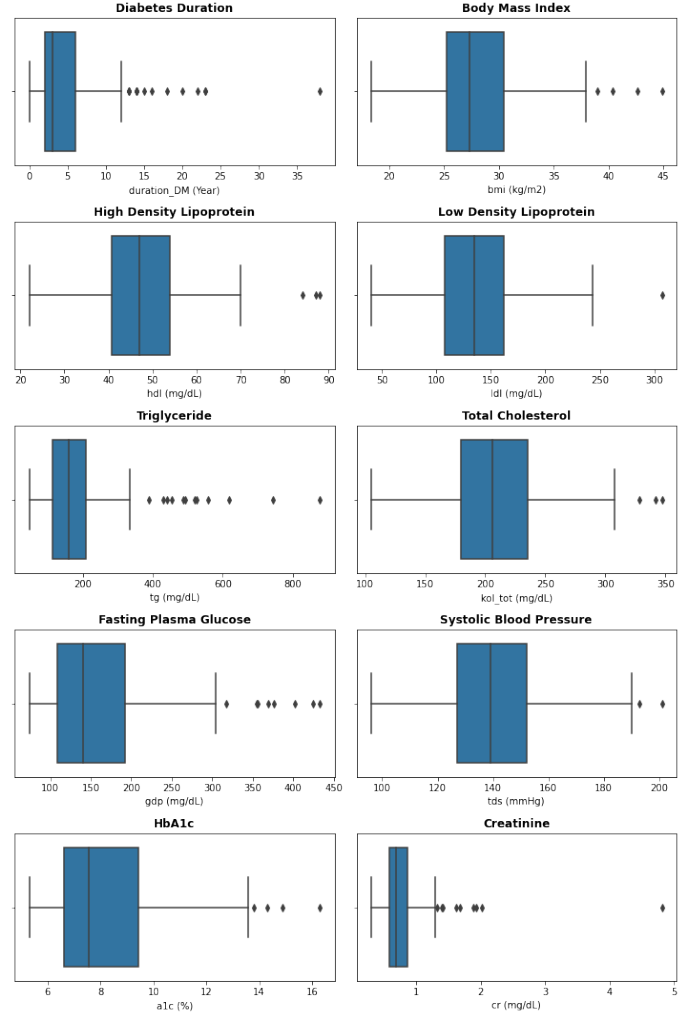 Diabetes Duration
0 5 10 15 20 25 30 35
duration_DM (Year)
Body Mass Index
20 25 30 35 40 45
bmi (kg/m2)
High Density Lipoprotein
20 30 40 50 60 70 80 90
hdl (mg/dL)
Low Density Lipoprotein
50 100 150 200 250 300
ldl (mg/dL)
Triglyceride
200 400 600 800
tg (mg/dL)
Total Cholesterol
100 150 200 250 300 350
kol_tot (mg/dL)
Fasting Plasma Glucose
100 150 200 250 300 350 400 450
gdp (mg/dL)
Systolic Blood Pressure
100 120 140 160 180 200
tds (mmHg)
HbA1c
6 8 10 12 14 16
a1c (%)
Creatinine
1 2 3 4 5
cr (mg/dL)